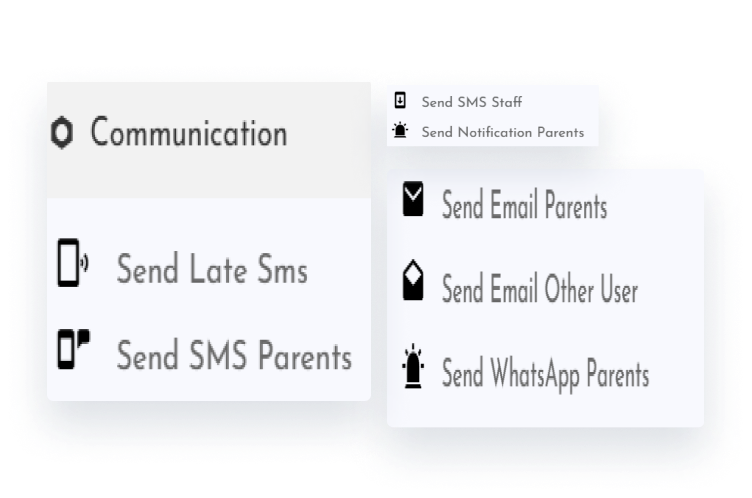 Communication
Send Late Sms
Send SMS Parents
Send SMS Staff
Send Notification Parents
Send Email Parents
Send Email Other User
Send WhatsApp Parents